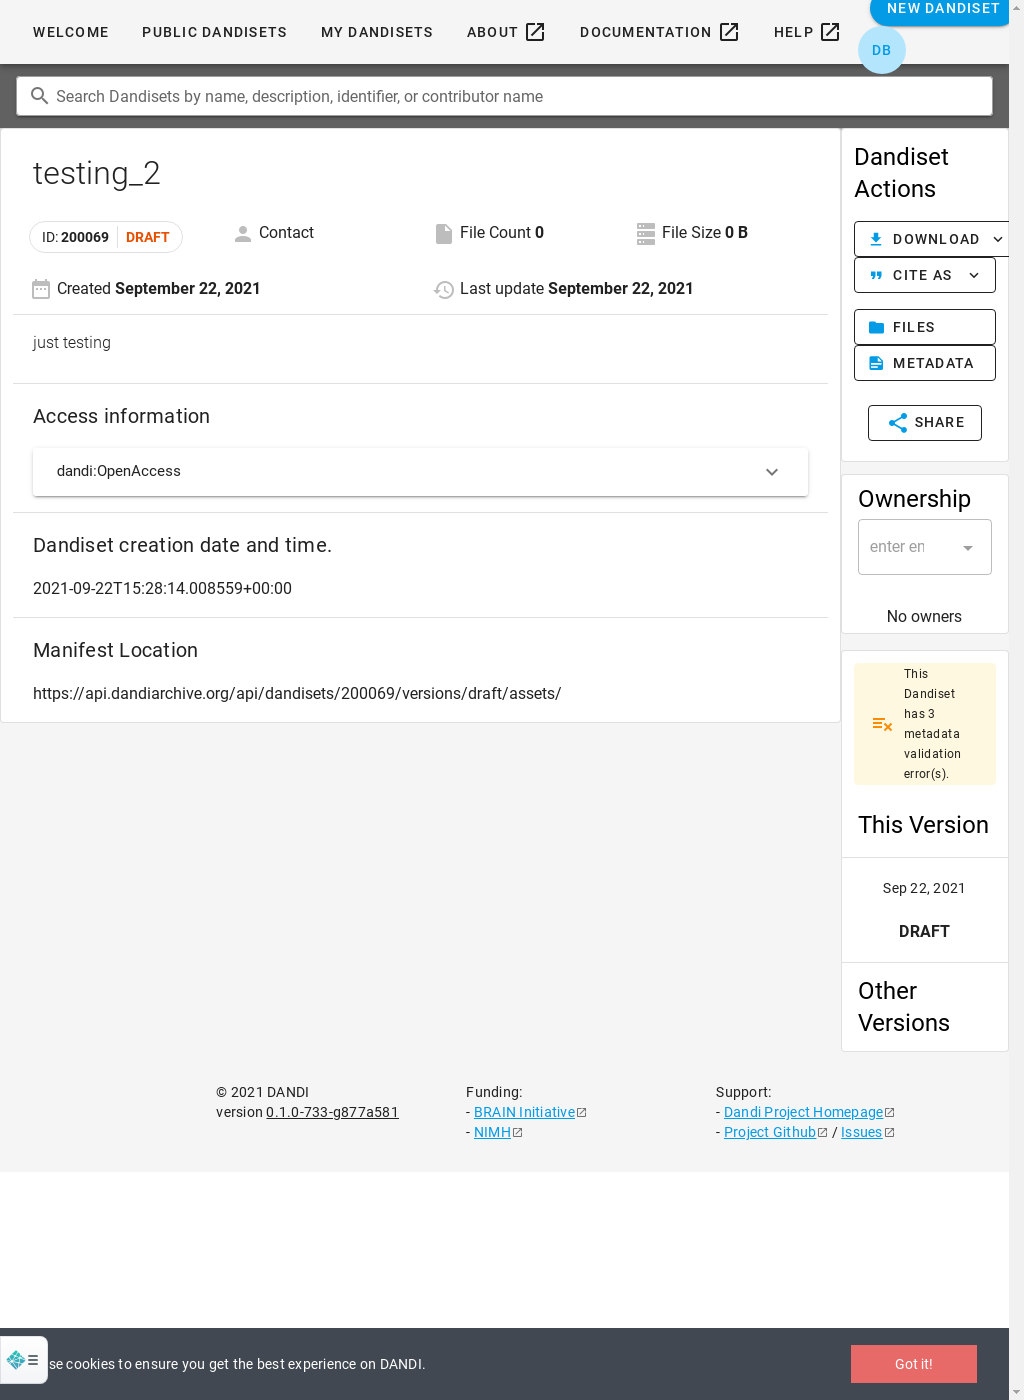 WELCOME PUBLIC DANDISETS MY DANDISETS ABOUT DOCUMENTATION HELP NEW DANDISET
DB
Search Dandisets by name, description, identifier, or contributor name
testing_2
ID: 200069 DRAFT Contact File Count 0 File Size 0 B
Created September 22, 2021 Last update September 22, 2021
just testing
Access information
dandi:OpenAccess
Dandiset creation date and time.
2021-09-22T15:28:14.008559+00:00
Manifest Location
https://api.dandiarchive.org/api/dandisets/200069/versions/draft/assets/
Dandiset
Actions
DOWNLOAD
CITE AS
FILES
METADATA
SHARE
Ownership
enter en
No owners
This
Dandiset
has 3
metadata
validation
error(s).
This Version
Sep 22, 2021
DRAFT
Other
Versions
© 2021 DANDI
version 0.1.0-733-g877a581
Funding:
- BRAIN Initiative
- NIMH
Support:
- Dandi Project Homepage
- Project Github / Issues
se cookies to ensure you get the best experience on DANDI.
Got it!